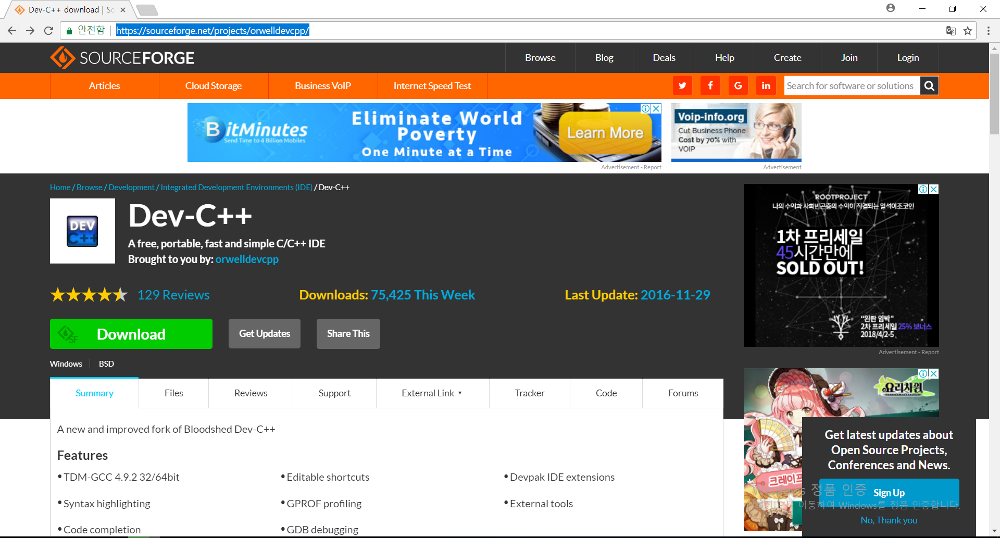 Dev-C++ download | Sc
안전함 https://sourceforge.net/projects/orwelldevcpp/
SOURCEFORGE
Browse Blog Deals Help Create Join Login
Articles Cloud Storage Business VoIP Internet Speed Test
Search for software or solutions
BitMinutes
Send Time to 4 Billion Mobiles
Eliminate World
Poverty
One Minute at a Time
Learn More
Voip-info.org
Cut Business Phone
Cost by 70% with
VOIP
Advertisement - Report
Advertisement
Home / Browse / Development / Integrated Development Environments (IDE) / Dev-C++
DEV
C++
Dev-C++
A free, portable, fast and simple C/C++ IDE
Brought to you by: orwelldevcpp
129 Reviews
Downloads: 75,425 This Week
Last Update: 2016-11-29
Download
SF
Get Updates
Share This
Windows
BSD
ROOTPROJECT
나의 수익과 사회빈곤층의 수익이 직결되는 일석이조코인
1차 프리세일
45시간만에
SOLD OUT!
“완판 임박”
2차 프리세일 25% 보너스
2018/4/2-5
Advertisement - Report
Summary Files Reviews Support External Link ▾ Tracker Code Forums
A new and improved fork of Bloodshed Dev-C++
Features
• TDM-GCC 4.9.2 32/64bit
• Editable shortcuts
• Devpak IDE extensions
• Syntax highlighting
• GPROF profiling
• External tools
• Code completion
• GDB debugging
요리차원
크레이프
Get latest updates about
Open Source Projects,
Conferences and News.
Sign Up
No, Thank you
Windows 정품 인증
이동하여 Windows를 정품 인증합니다.